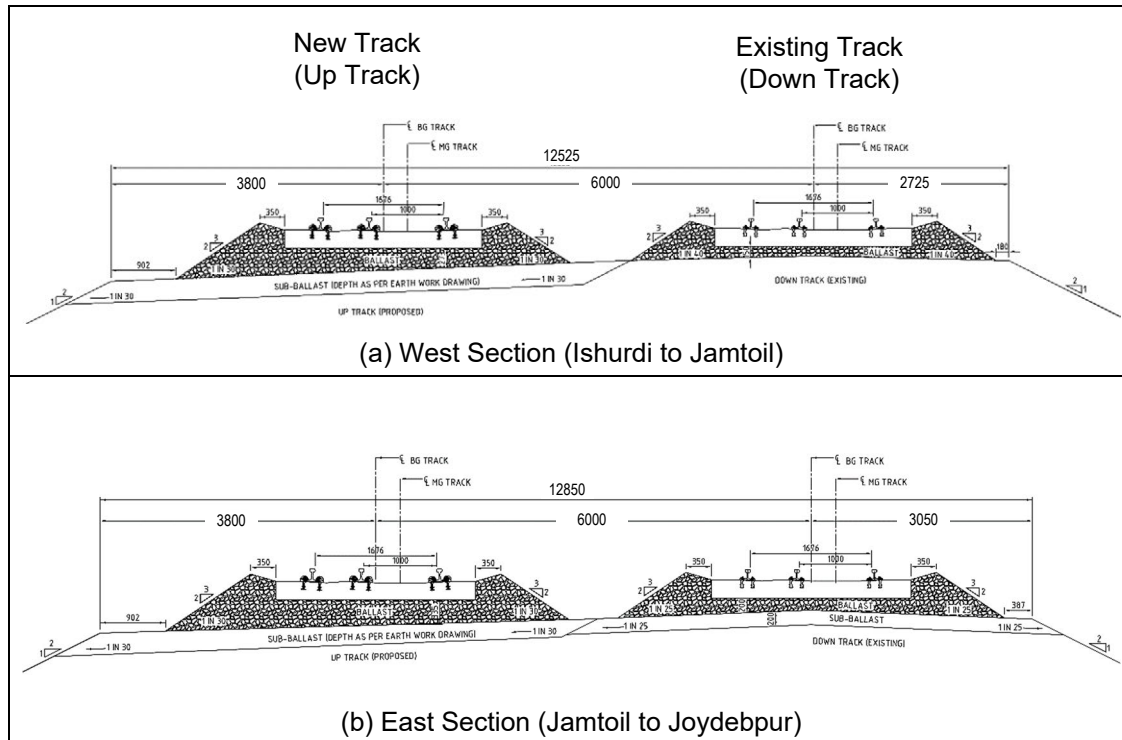 New Track
(Up Track)
Existing Track
(Down Track)
℄ BG TRACK
℄ MG TRACK
℄ BG TRACK
℄ MG TRACK
12525
3800
6000
2725
350
1676
1000
350
350
1676
1000
350
3
2
3
2
3
2
3
2
902
1 IN 30
BALLAST
1 IN 30
1 IN 40
BALLAST
1 IN 40
180
SUB-BALLAST (DEPTH AS PER EARTH WORK DRAWING)
DOWN TRACK (EXISTING)
2
1
1 IN 30
1 IN 30
2
1
UP TRACK (PROPOSED)
(a) West Section (Ishurdi to Jamtoil)
℄ BG TRACK
℄ MG TRACK
℄ BG TRACK
℄ MG TRACK
12850
3800
6000
3050
350
1676
1000
350
350
1676
1000
350
3
2
3
2
3
2
3
2
902
1 IN 30
BALLAST
1 IN 30
1 IN 25
200
BALLAST
1 IN 25
387
SUB-BALLAST (DEPTH AS PER EARTH WORK DRAWING)
1 IN 30
1 IN 25
200
SUB-BALLAST
1 IN 25
2
1
1 IN 30
UP TRACK (PROPOSED)
DOWN TRACK (EXISTING)
2
1
(b) East Section (Jamtoil to Joydebpur)